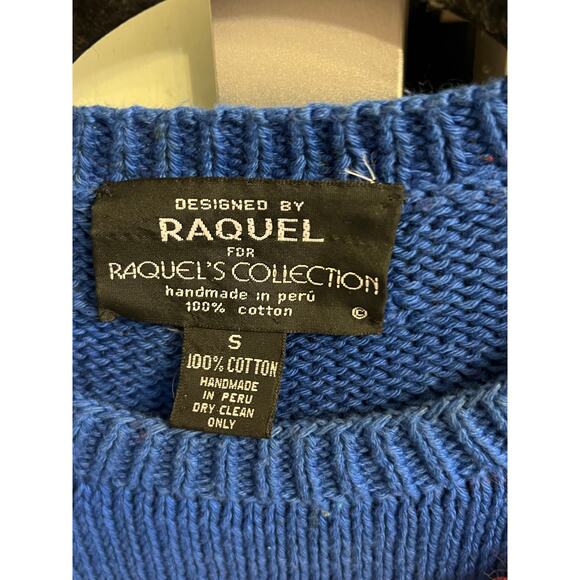 DESIGNED BY
RAQUEL
FOR
RAQUEL'S COLLECTION
handmade in perú
100% cotton
©
S
100% COTTON
HANDMADE
IN PERU
DRY CLEAN
ONLY